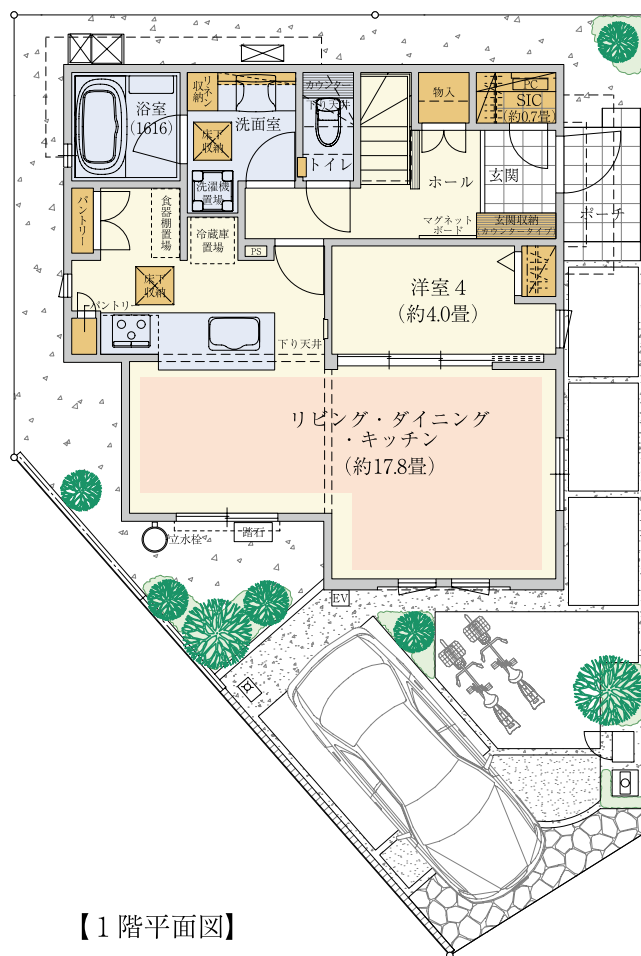 浴室
(1616)
リネン
収納
床下
収納
洗面室
カウンター
下り天井
トイレ
物入
PC
SIC
(約0.7畳)
ホール
玄関
ポーチ
洗濯機
置場
パントリー
食器棚置場
冷蔵庫
置場
PS
マグネット
ボード
玄関収納
(カウンタータイプ)
床下
収納
パントリー
洋室4
(約4.0畳)
下り天井
リビング・ダイニング
・キッチン
(約17.8畳)
立水栓
踏石
EV
【1階平面図】